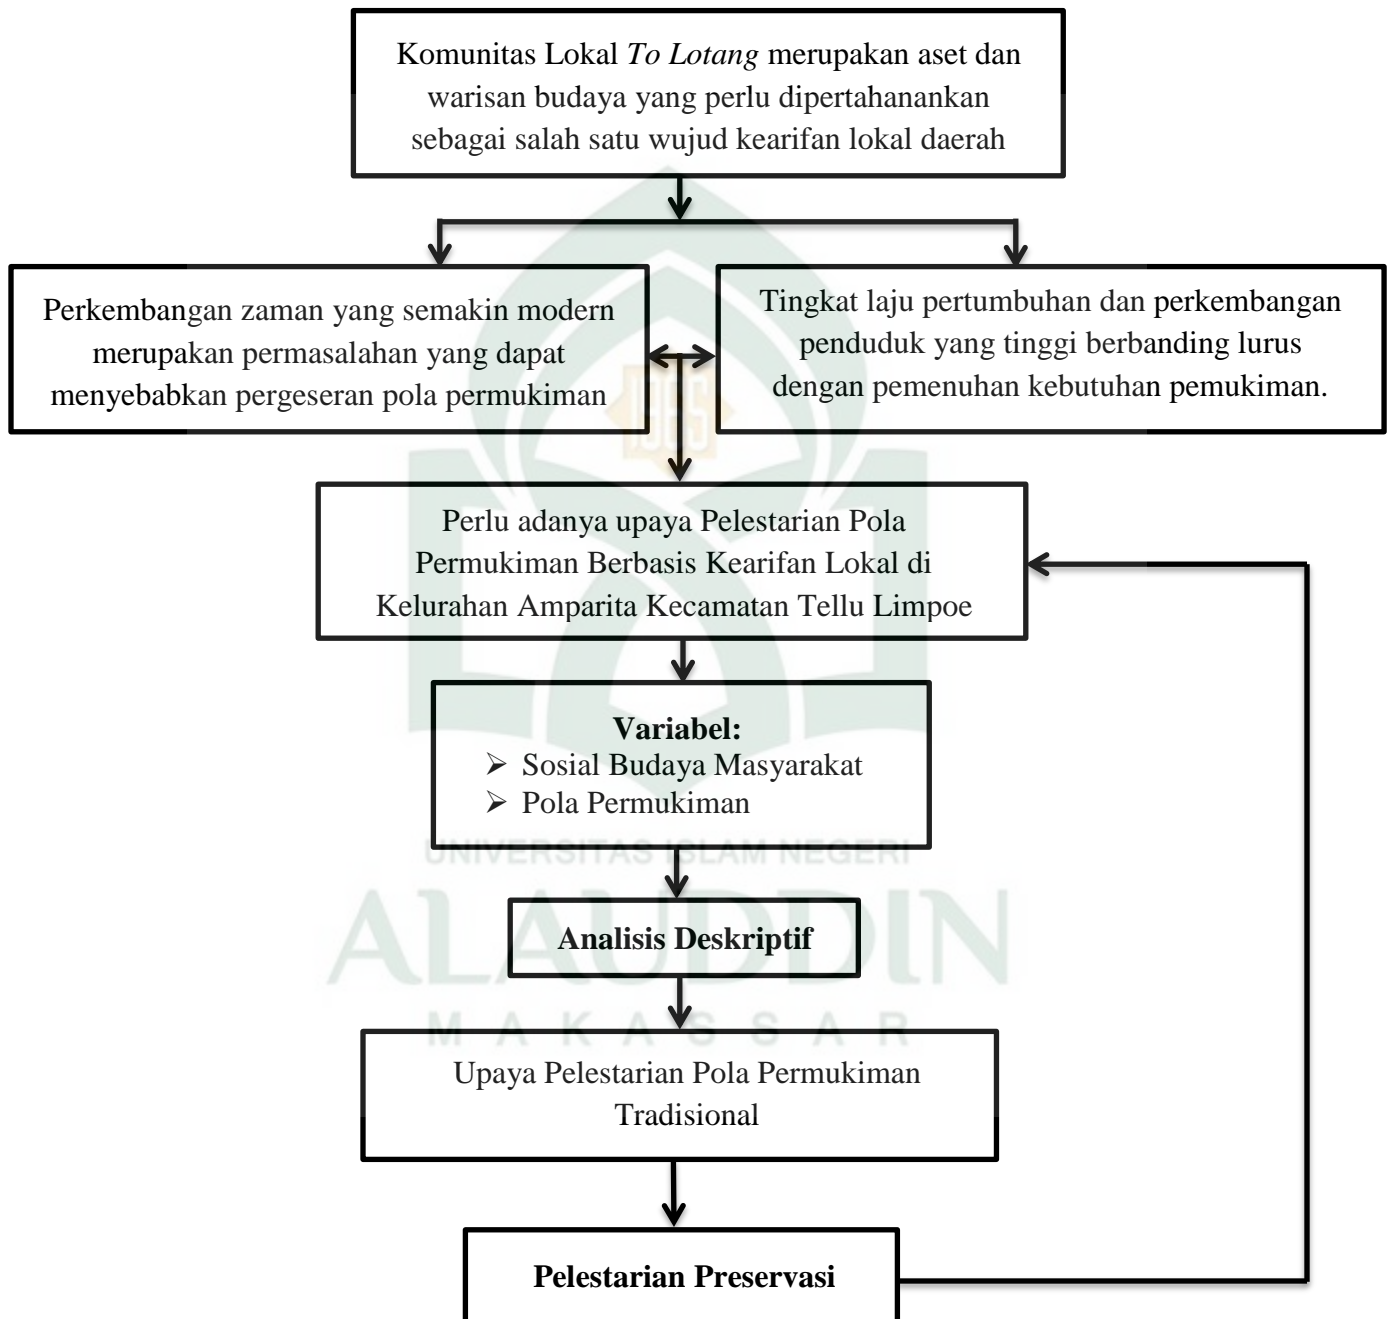 Komunitas Lokal To Lotang merupakan aset dan
warisan budaya yang perlu dipertahanankan
sebagai salah satu wujud kearifan lokal daerah
Perkembangan zaman yang semakin modern
merupakan permasalahan yang dapat
menyebabkan pergeseran pola permukiman
Tingkat laju pertumbuhan dan perkembangan
penduduk yang tinggi berbanding lurus
dengan pemenuhan kebutuhan pemukiman.
1965
Perlu adanya upaya Pelestarian Pola
Permukiman Berbasis Kearifan Lokal di
Kelurahan Amparita Kecamatan Tellu Limpoe
Variabel:
➢ Sosial Budaya Masyarakat
➢ Pola Permukiman
UNIVERSITAS ISLAM NEGERI
ALAUDDIN
Analisis Deskriptif
MAKASSAR
Upaya Pelestarian Pola Permukiman
Tradisional
Pelestarian Preservasi